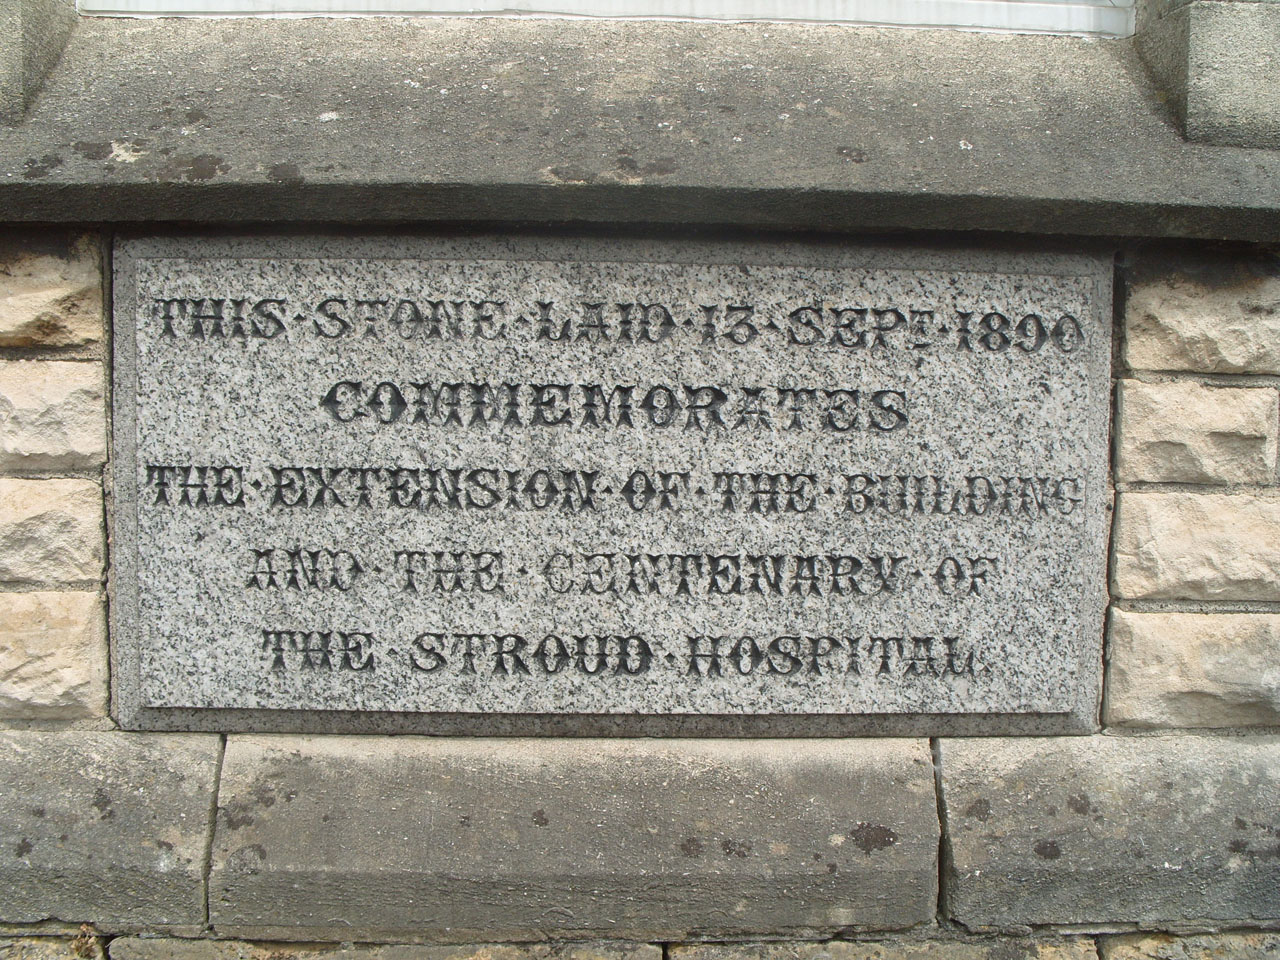 THIS·STONE·LAID·13·SEPT·1890
COMMEMORATES
THE·EXTENSION·OF·THE·BUILDING
AND·THE·CENTENARY·OF
THE·STROUD·HOSPITAL